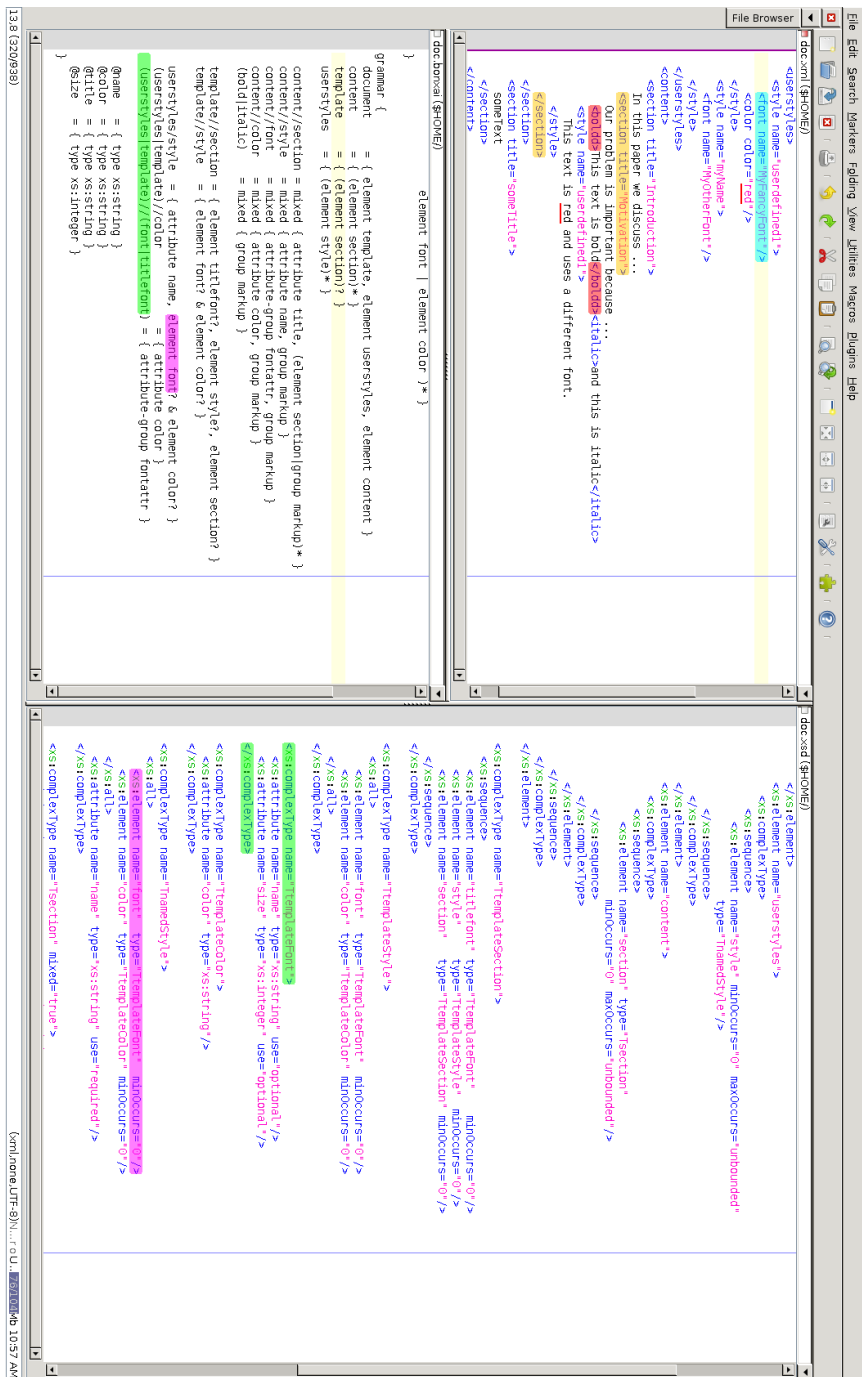 File Edit Search Markers Folding View Utilities Macros Plugins Help
File Browser
doc.xml ($HOME/)
<userstyles>
<style name="userdefined1">
<font name="MyFancyFont"/>
<color color="red"/>
</style>
<style name="myName">
<font name="MyOtherFont"/>
</style>
</userstyles>
<content>
<section title="Introduction">
In this paper we discuss ...
<section title="Motivation">
Our problem is important because ...
<boldd>This text is bold</boldd><italic>and this is italic</italic>
<style name="userdefined1">
This text is red and uses a different font.
</style>
</section>
</section>
<section title="someTitle">
someText
</section>
</content>
doc.bonxai ($HOME/)
element font | element color )* }
}
grammar {
document = { element template, element userstyles, element content }
content = { (element section)* }
template = { (element section)? }
userstyles = { (element style)* }
content//section = mixed { attribute title, (element section|group markup)* }
content//style = mixed { attribute name, group markup }
content//font = mixed { attribute-group fontattr, group markup }
content//color = mixed { attribute color, group markup }
(bold|italic) = mixed { group markup }
template//section = { element titlefont?, element style?, element section? }
template//style = { element font? & element color? }
userstyles/style = { attribute name, element font? & element color? }
(userstyles|template)//color = { attribute color }
(userstyles|template)//(font|titlefont) = { attribute-group fontattr }
@name = { type xs:string }
@color = { type xs:string }
@title = { type xs:string }
@size = { type xs:integer }
}
doc.xsd ($HOME/)
</xs:element>
<xs:element name="userstyles">
<xs:complexType>
<xs:sequence>
<xs:element name="style" minOccurs="0" maxOccurs="unbounded"
type="TnamedStyle"/>
</xs:sequence>
</xs:complexType>
</xs:element>
<xs:element name="content">
<xs:complexType>
<xs:sequence>
<xs:element name="section" type="Tsection"
minOccurs="0" maxOccurs="unbounded"/>
</xs:sequence>
</xs:complexType>
</xs:element>
</xs:sequence>
</xs:complexType>
</xs:element>
<xs:complexType name="TtemplateSection">
<xs:sequence>
<xs:element name="titlefont" type="TtemplateFont" minOccurs="0"/>
<xs:element name="style" type="TtemplateStyle" minOccurs="0"/>
<xs:element name="section" type="TtemplateSection" minOccurs="0"/>
</xs:sequence>
</xs:complexType>
<xs:complexType name="TtemplateStyle">
<xs:all>
<xs:element name="font" type="TtemplateFont" minOccurs="0"/>
<xs:element name="color" type="TtemplateColor" minOccurs="0"/>
</xs:all>
</xs:complexType>
<xs:complexType name="TtemplateFont">
<xs:attribute name="name" type="xs:string" use="optional"/>
<xs:attribute name="size" type="xs:integer" use="optional"/>
</xs:complexType>
<xs:complexType name="TtemplateColor">
<xs:attribute name="color" type="xs:string"/>
</xs:complexType>
<xs:complexType name="TnamedStyle">
<xs:all>
<xs:element name="font" type="TtemplateFont" minOccurs="0"/>
<xs:element name="color" type="TtemplateColor" minOccurs="0"/>
</xs:all>
<xs:attribute name="name" type="xs:string" use="required"/>
</xs:complexType>
<xs:complexType name="Tsection" mixed="true">
13,8 (320/938)
(xml,none,UTF-8)N...r o U.. 76/104Mb 10:57 AM